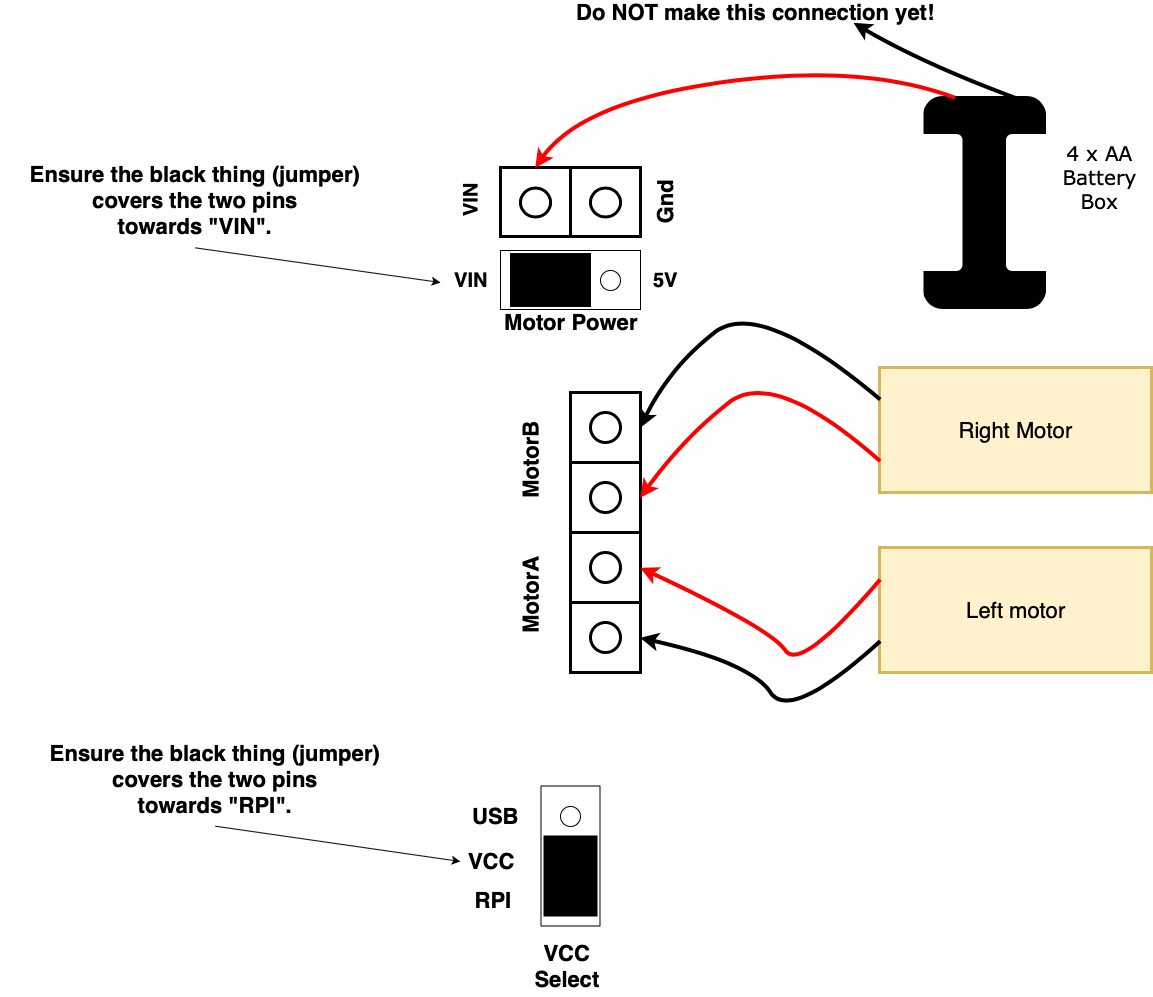 Do NOT make this connection yet!
4 x AA
Battery
Box
Ensure the black thing (jumper)
covers the two pins
towards "VIN".
VIN
Gnd
VIN
5V
Motor Power
MotorB
Right Motor
MotorA
Left motor
Ensure the black thing (jumper)
covers the two pins
towards "RPI".
USB
VCC
RPI
VCC
Select